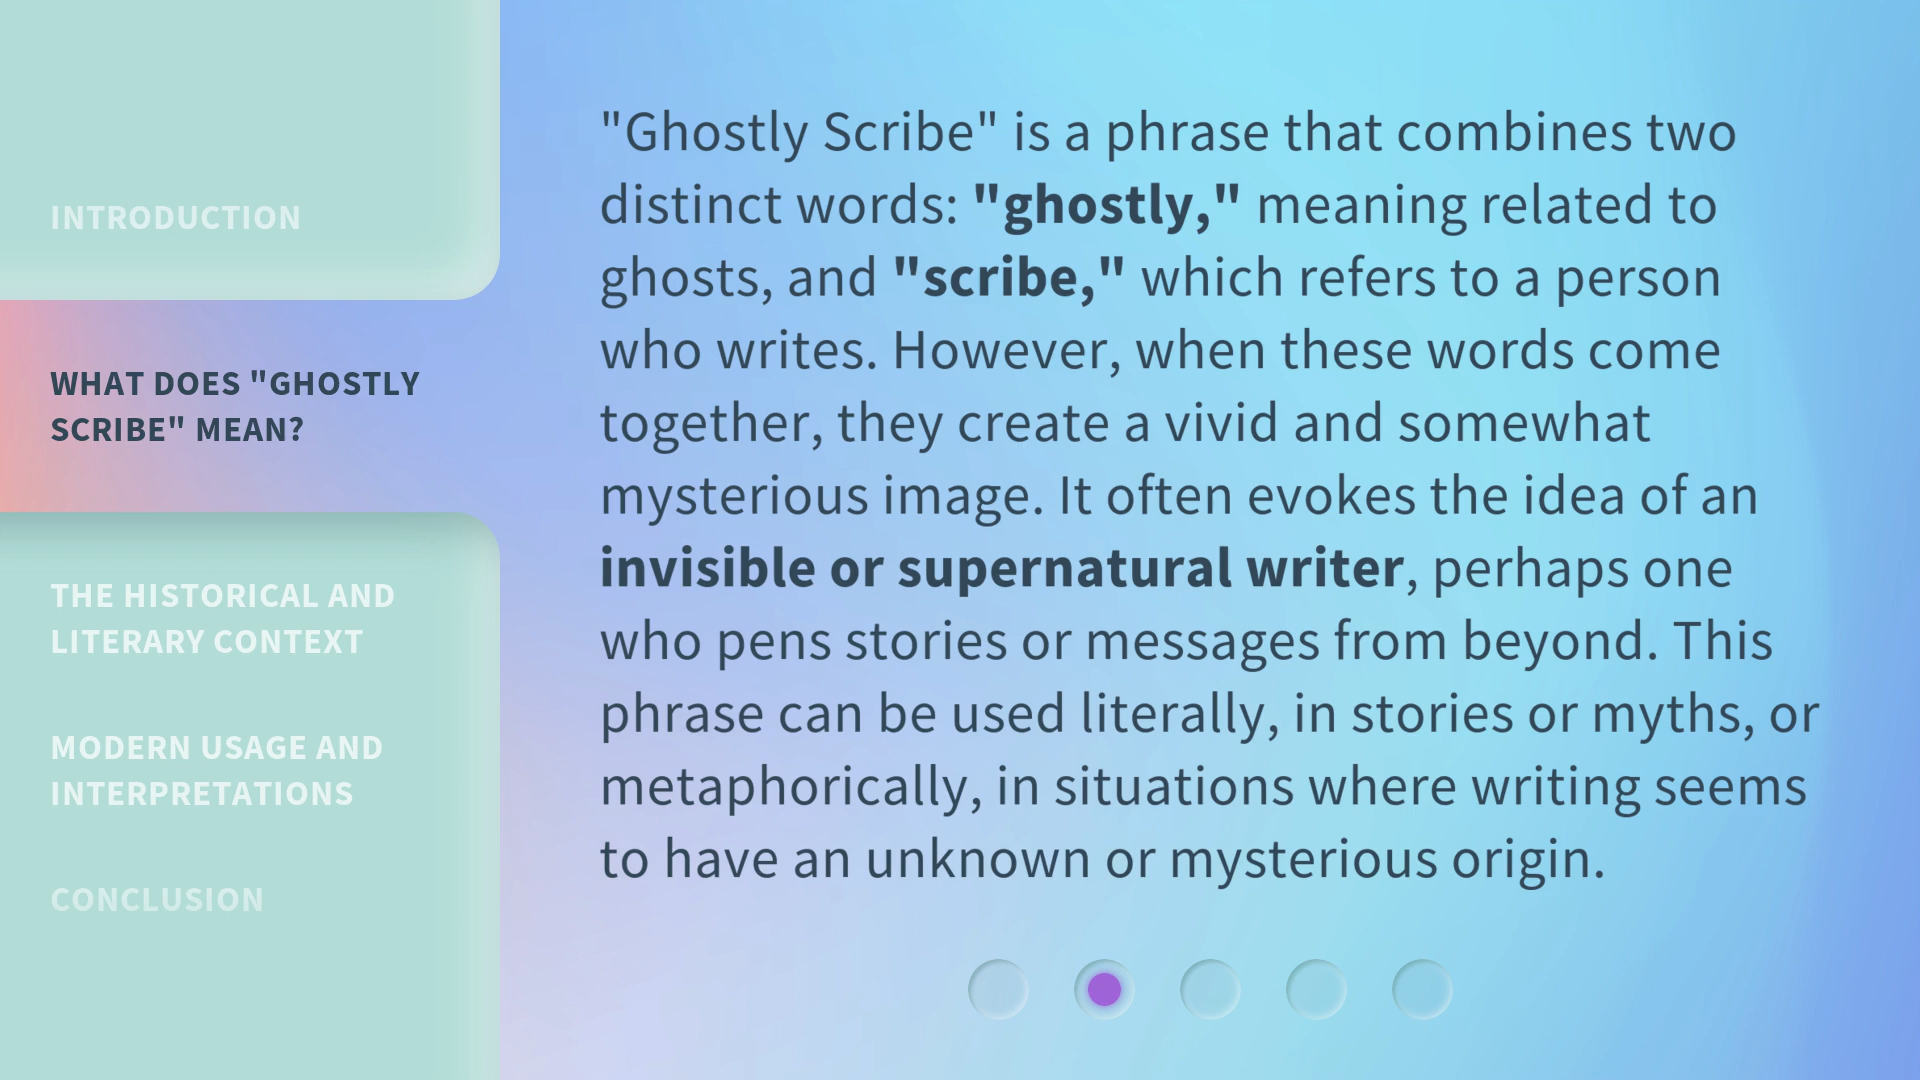 INTRODUCTION
WHAT DOES "GHOSTLY
SCRIBE" MEAN?
THE HISTORICAL AND
LITERARY CONTEXT
MODERN USAGE AND
INTERPRETATIONS
CONCLUSION
"Ghostly Scribe" is a phrase that combines two
distinct words: "ghostly," meaning related to
ghosts, and "scribe," which refers to a person
who writes. However, when these words come
together, they create a vivid and somewhat
mysterious image. It often evokes the idea of an
invisible or supernatural writer, perhaps one
who pens stories or messages from beyond. This
phrase can be used literally, in stories or myths, or
metaphorically, in situations where writing seems
to have an unknown or mysterious origin.